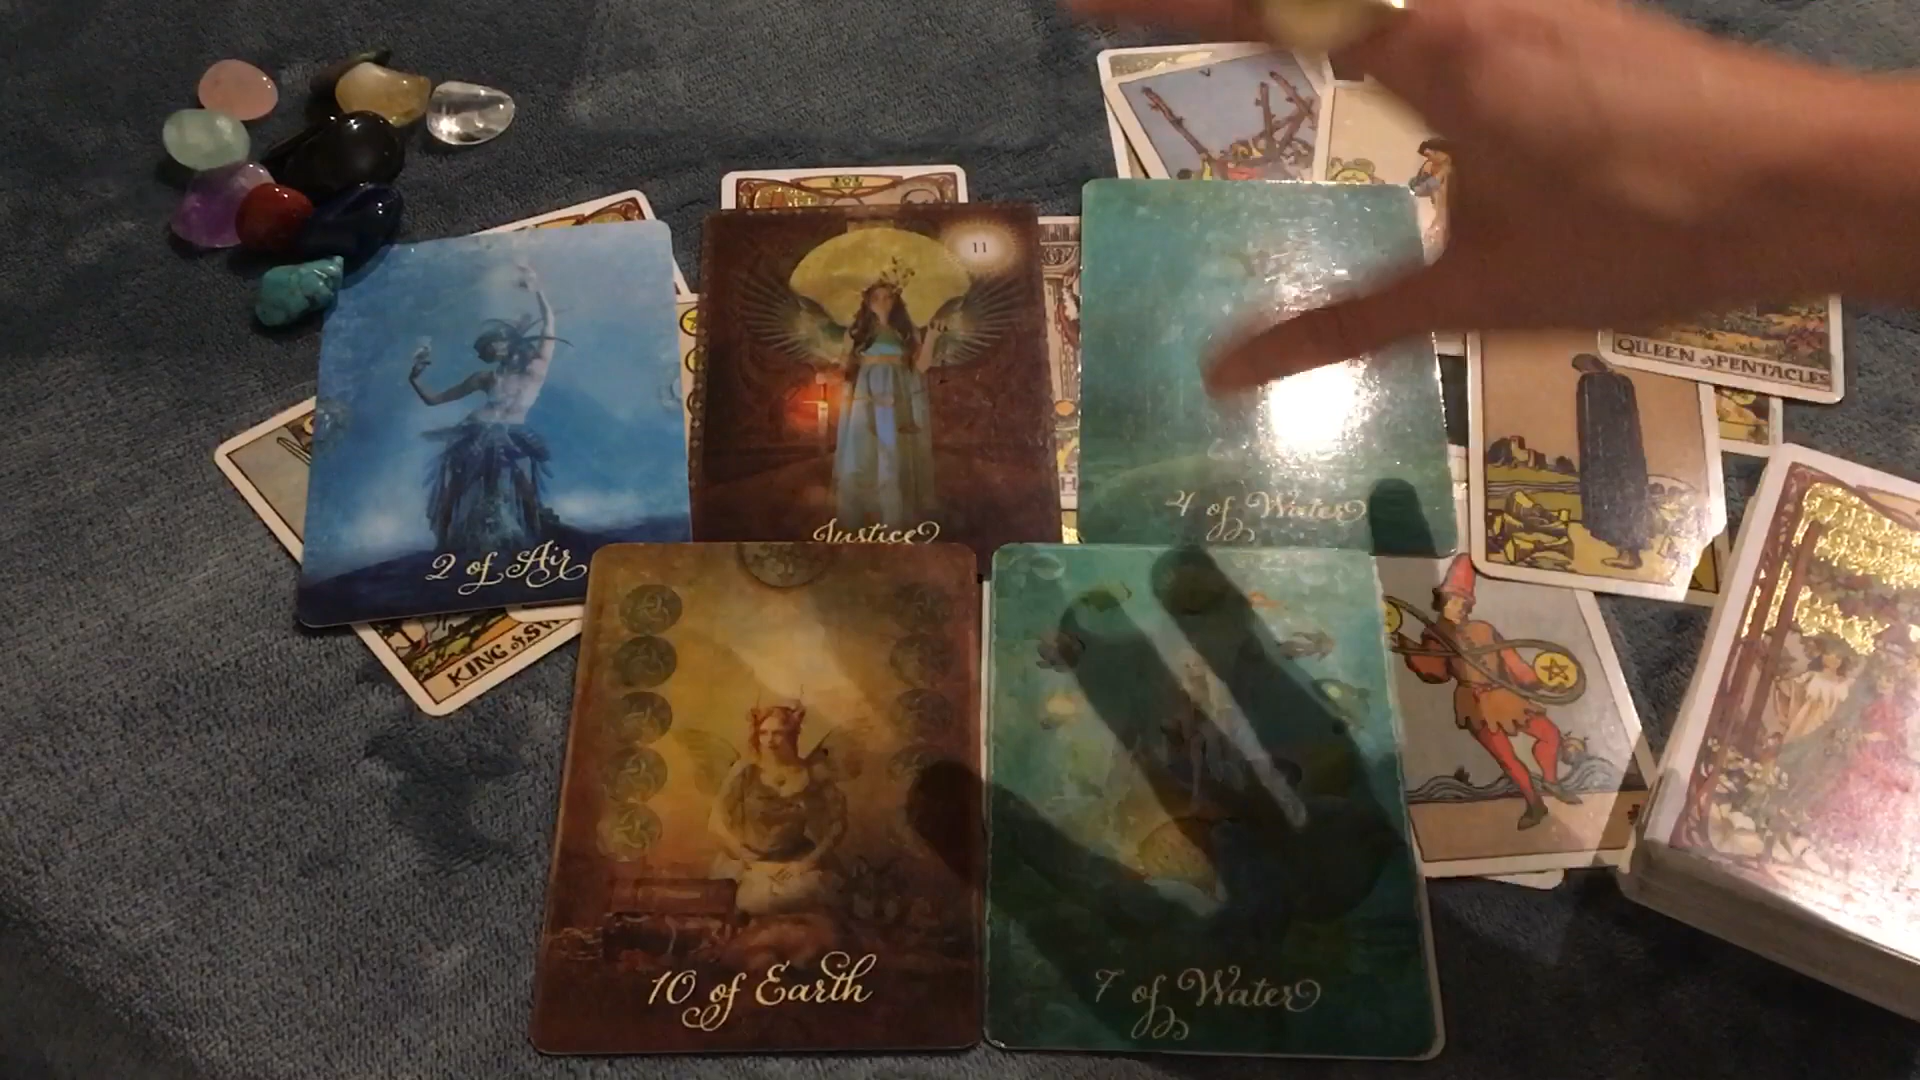 V
11
QUEEN of PENTACLES
2 of Air
Justice
4 of Water
KING of SW
10 of Earth
7 of Water